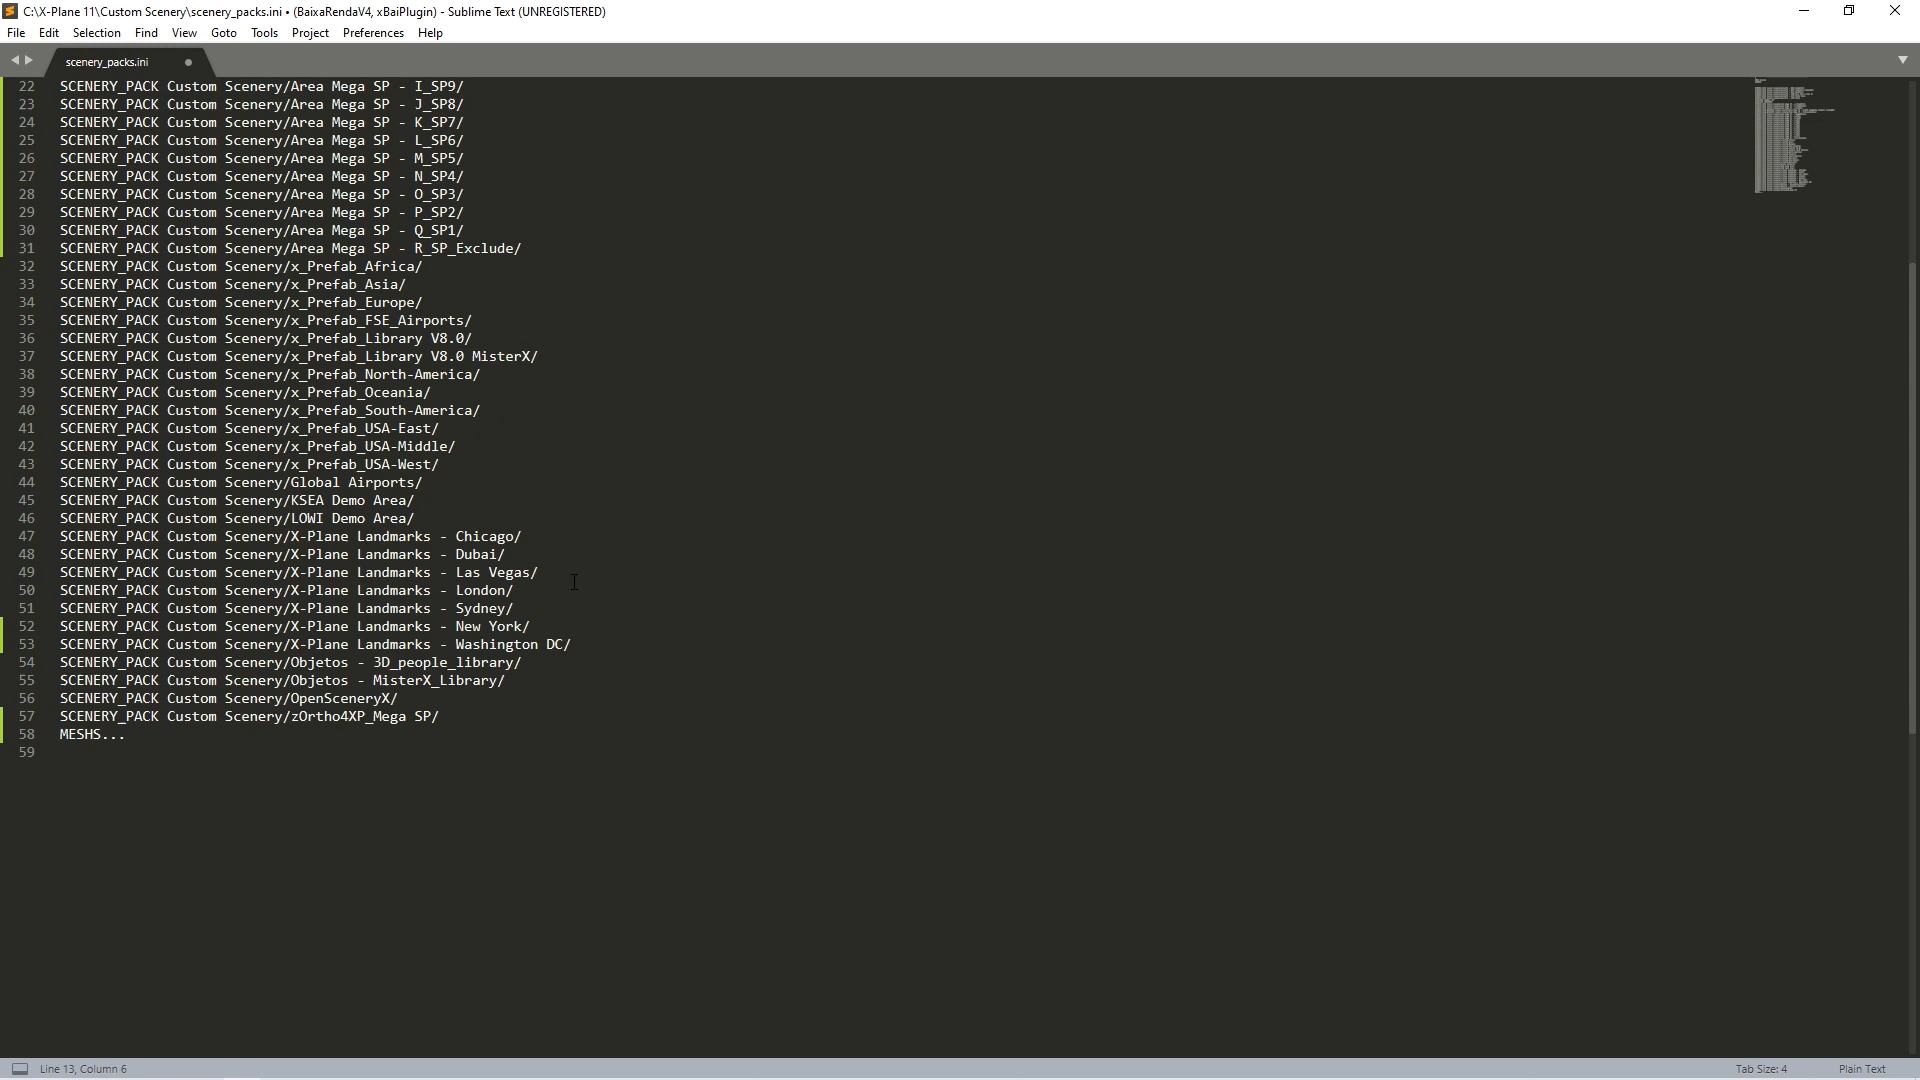 C:\X-Plane 11\Custom Scenery\scenery_packs.ini • (BaixaRendaV4, xBaiPlugin) - Sublime Text (UNREGISTERED)
File Edit Selection Find View Goto Tools Project Preferences Help
scenery_packs.ini
22 SCENERY_PACK Custom Scenery/Area Mega SP - I_SP9/
23 SCENERY_PACK Custom Scenery/Area Mega SP - J_SP8/
24 SCENERY_PACK Custom Scenery/Area Mega SP - K_SP7/
25 SCENERY_PACK Custom Scenery/Area Mega SP - L_SP6/
26 SCENERY_PACK Custom Scenery/Area Mega SP - M_SP5/
27 SCENERY_PACK Custom Scenery/Area Mega SP - N_SP4/
28 SCENERY_PACK Custom Scenery/Area Mega SP - O_SP3/
29 SCENERY_PACK Custom Scenery/Area Mega SP - P_SP2/
30 SCENERY_PACK Custom Scenery/Area Mega SP - Q_SP1/
31 SCENERY_PACK Custom Scenery/Area Mega SP - R_SP_Exclude/
32 SCENERY_PACK Custom Scenery/x_Prefab_Africa/
33 SCENERY_PACK Custom Scenery/x_Prefab_Asia/
34 SCENERY_PACK Custom Scenery/x_Prefab_Europe/
35 SCENERY_PACK Custom Scenery/x_Prefab_FSE_Airports/
36 SCENERY_PACK Custom Scenery/x_Prefab_Library V8.0/
37 SCENERY_PACK Custom Scenery/x_Prefab_Library V8.0 MisterX/
38 SCENERY_PACK Custom Scenery/x_Prefab_North-America/
39 SCENERY_PACK Custom Scenery/x_Prefab_Oceania/
40 SCENERY_PACK Custom Scenery/x_Prefab_South-America/
41 SCENERY_PACK Custom Scenery/x_Prefab_USA-East/
42 SCENERY_PACK Custom Scenery/x_Prefab_USA-Middle/
43 SCENERY_PACK Custom Scenery/x_Prefab_USA-West/
44 SCENERY_PACK Custom Scenery/Global Airports/
45 SCENERY_PACK Custom Scenery/KSEA Demo Area/
46 SCENERY_PACK Custom Scenery/LOWI Demo Area/
47 SCENERY_PACK Custom Scenery/X-Plane Landmarks - Chicago/
48 SCENERY_PACK Custom Scenery/X-Plane Landmarks - Dubai/
49 SCENERY_PACK Custom Scenery/X-Plane Landmarks - Las Vegas/
50 SCENERY_PACK Custom Scenery/X-Plane Landmarks - London/
51 SCENERY_PACK Custom Scenery/X-Plane Landmarks - Sydney/
52 SCENERY_PACK Custom Scenery/X-Plane Landmarks - New York/
53 SCENERY_PACK Custom Scenery/X-Plane Landmarks - Washington DC/
54 SCENERY_PACK Custom Scenery/Objetos - 3D_people_library/
55 SCENERY_PACK Custom Scenery/Objetos - MisterX_Library/
56 SCENERY_PACK Custom Scenery/OpenSceneryX/
57 SCENERY_PACK Custom Scenery/zOrtho4XP_Mega SP/
58 MESHS...
59
Line 13, Column 6 Tab Size: 4 Plain Text